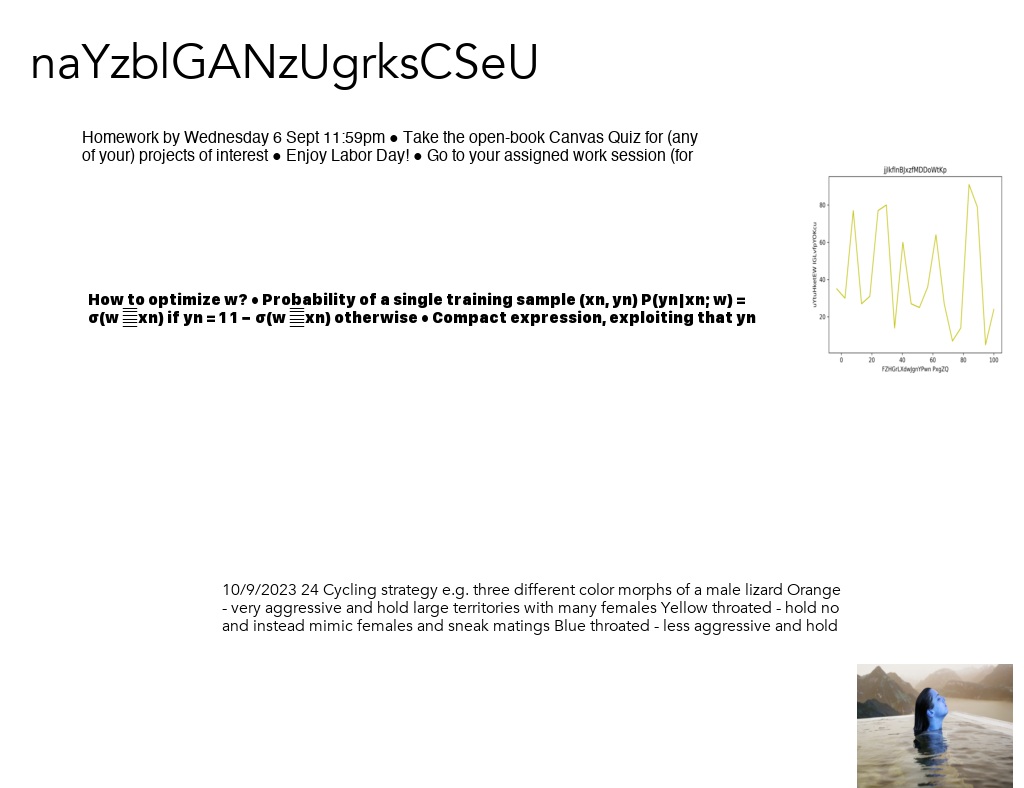 naYzblGANzUgrksCSeU
Homework by Wednesday 6 Sept 11:59pm ● Take the open-book Canvas Quiz for (any
of your) projects of interest ● Enjoy Labor Day! ● Go to your assigned work session (for
jjlkflnBJxzfMDDoWtKp
80
60
40
20
0 20 40 60 80 100
How to optimize w? • Probability of a single training sample (xn, yn) P(yn|xn; w) =
σ(w xn) if yn = 1 1 − σ(w xn) otherwise • Compact expression, exploiting that yn
10/9/2023 24 Cycling strategy e.g. three different color morphs of a male lizard Orange
- very aggressive and hold large territories with many females Yellow throated - hold no
and instead mimic females and sneak matings Blue throated - less aggressive and hold